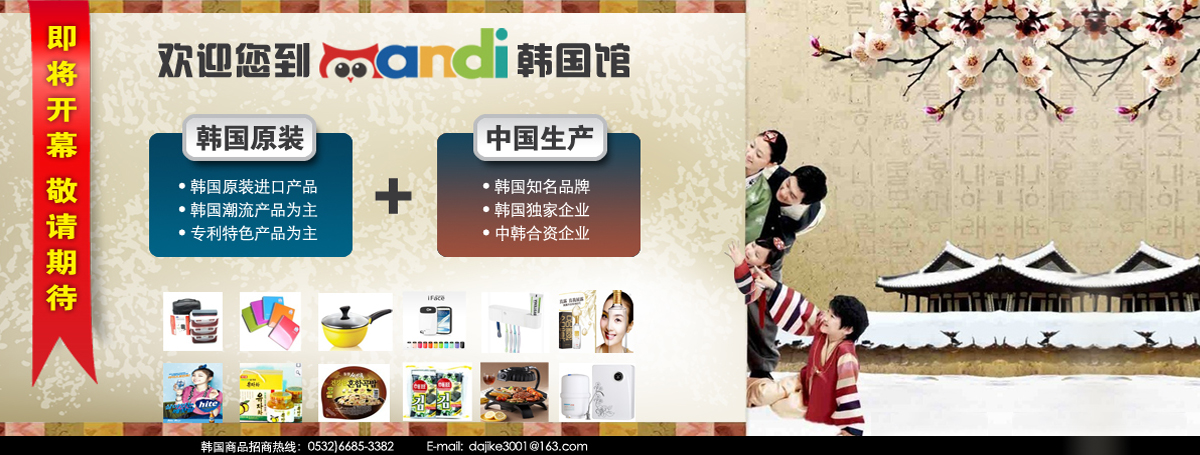 即将开幕 敬请期待
欢迎您到 mandi 韩国馆
韩国原装
• 韩国原装进口产品
• 韩国潮流产品为主
• 专利特色产品为主
+
中国生产
• 韩国知名品牌
• 韩国独家企业
• 中韩合资企业
iFace
hite
韩国商品招商热线: 0532)6685-3382 E-mail: dajike3001@163.com